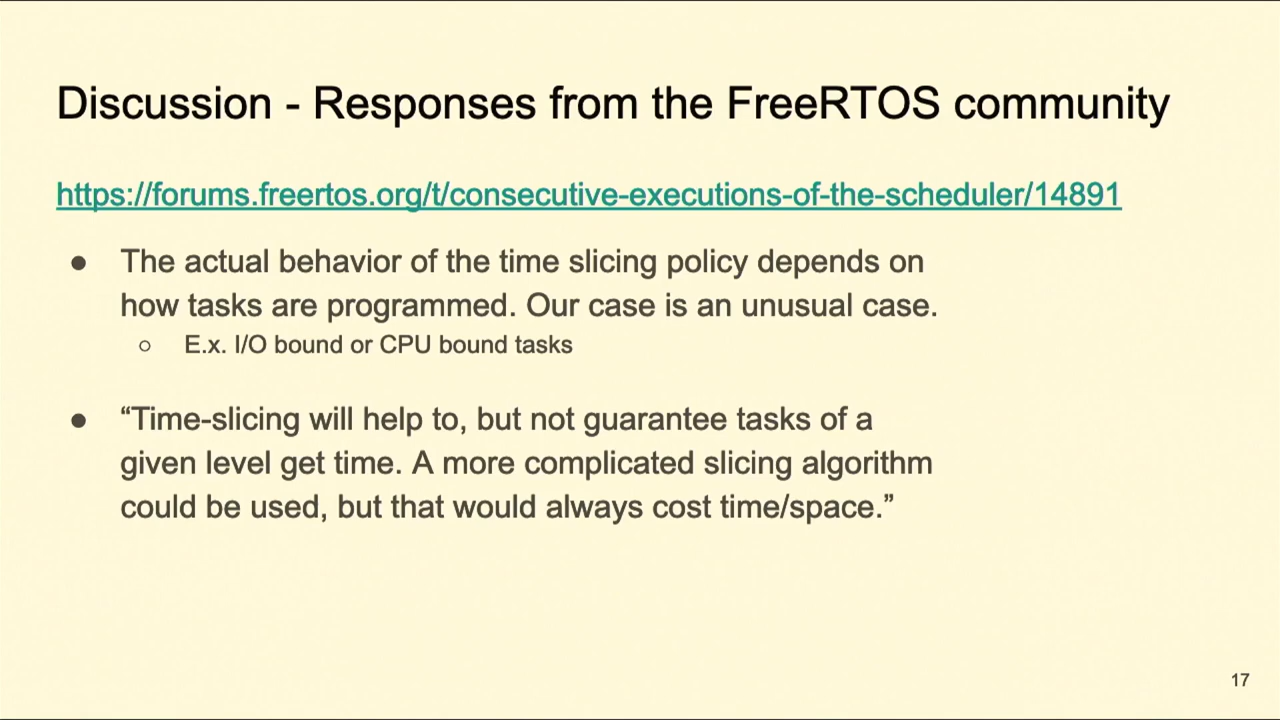 Discussion - Responses from the FreeRTOS community
https://forums.freertos.org/t/consecutive-executions-of-the-scheduler/14891
● The actual behavior of the time slicing policy depends on
how tasks are programmed. Our case is an unusual case.
○ E.x. I/O bound or CPU bound tasks
● “Time-slicing will help to, but not guarantee tasks of a
given level get time. A more complicated slicing algorithm
could be used, but that would always cost time/space.”
17